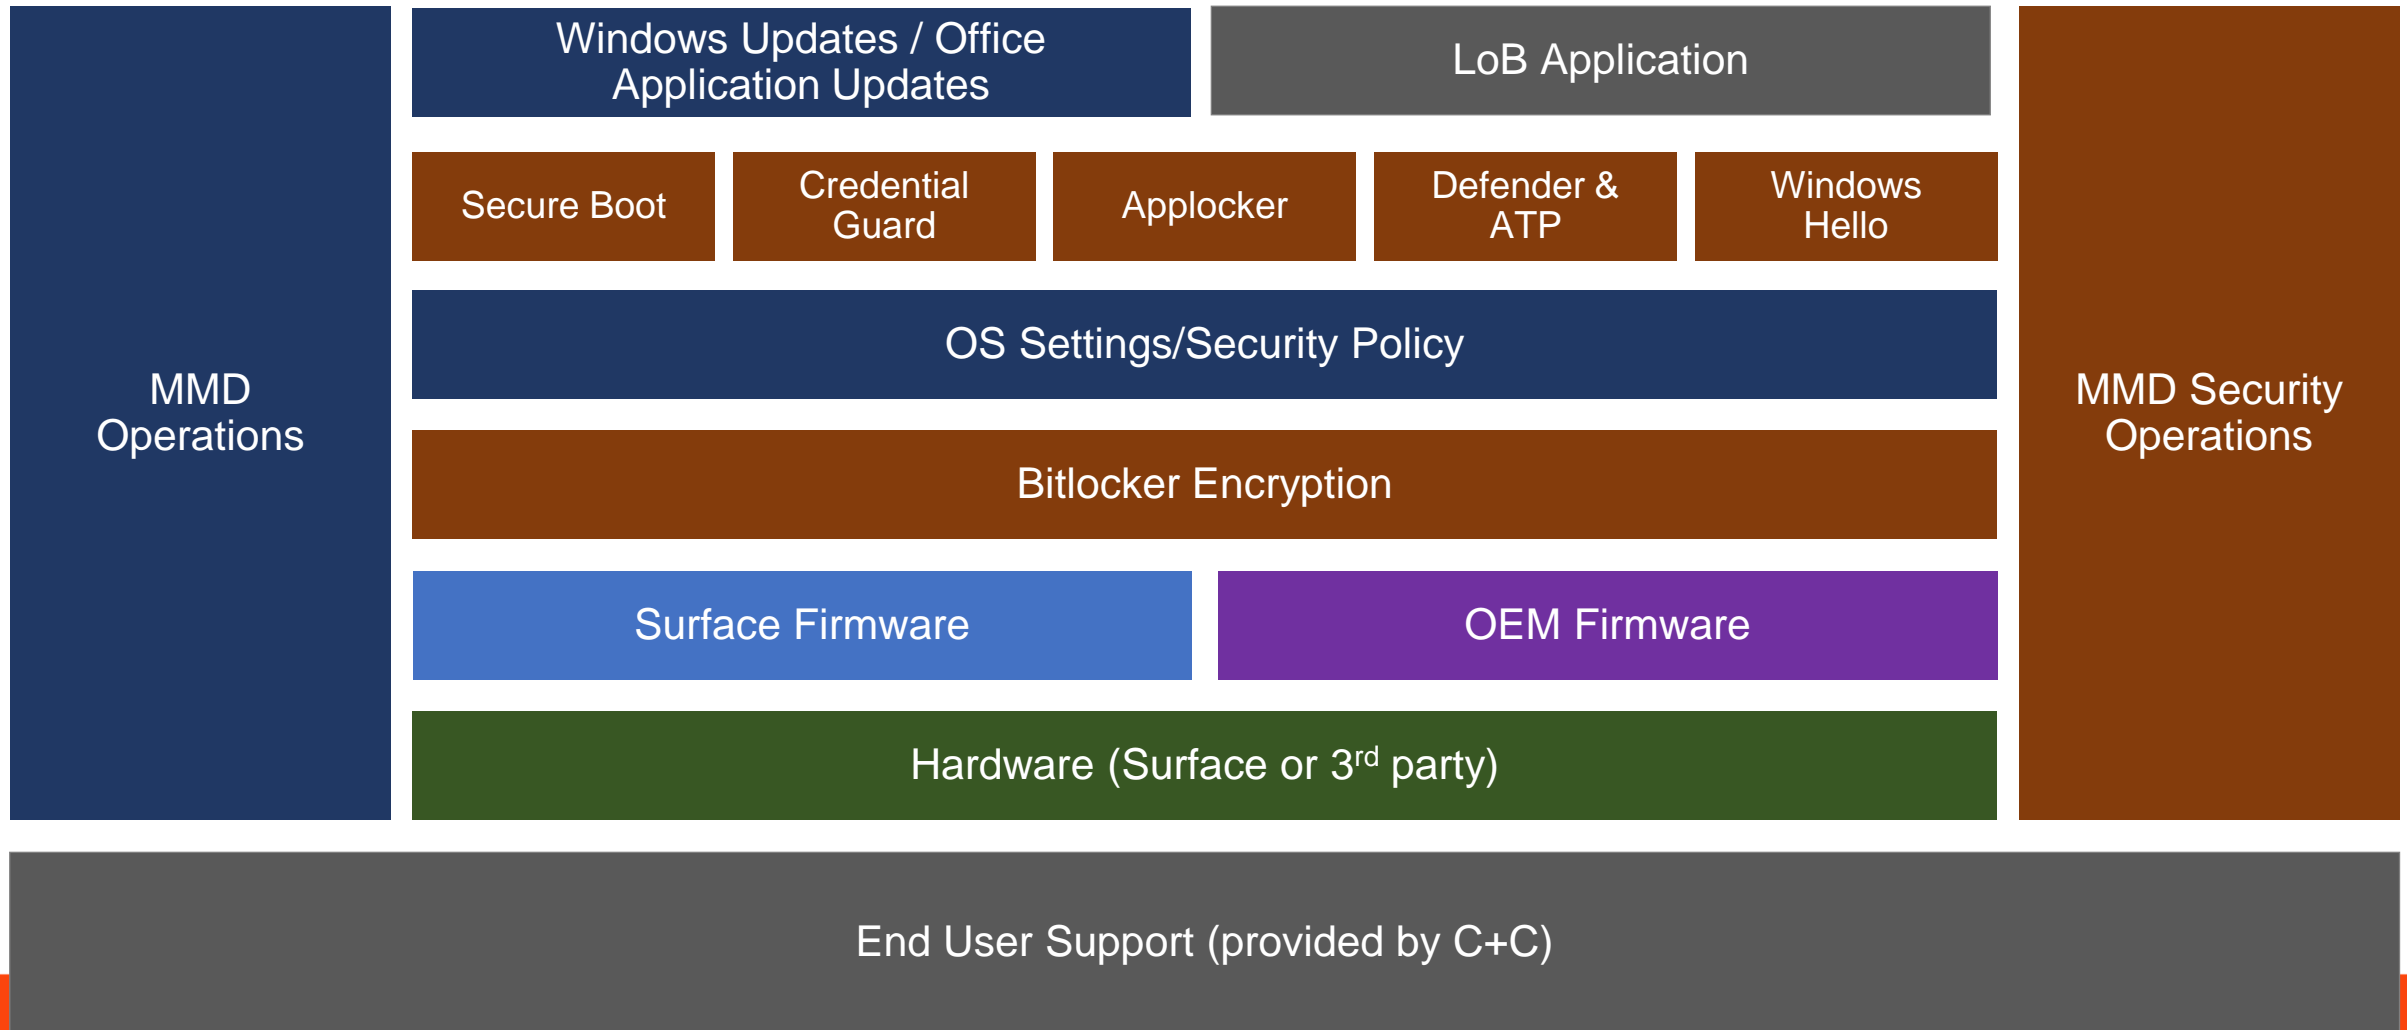 Windows Updates / Office
Application Updates
LoB Application
Secure Boot
Credential
Guard
Applocker
Defender &
ATP
Windows
Hello
OS Settings/Security Policy
MMD
Operations
MMD Security
Operations
Bitlocker Encryption
Surface Firmware
OEM Firmware
Hardware (Surface or 3rd party)
End User Support (provided by C+C)